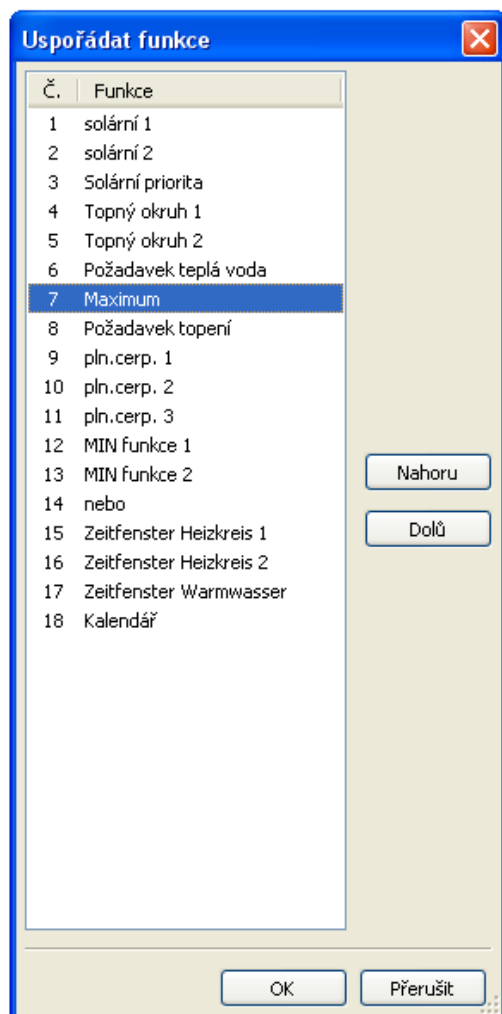 Uspořádat funkce
Č. Funkce
1 solární 1
2 solární 2
3 Solární priorita
4 Topný okruh 1
5 Topný okruh 2
6 Požadavek teplá voda
7 Maximum
8 Požadavek topení
9 pln.cerp. 1
10 pln.cerp. 2
11 pln.cerp. 3
12 MIN funkce 1
13 MIN funkce 2
14 nebo
15 Zeitfenster Heizkreis 1
16 Zeitfenster Heizkreis 2
17 Zeitfenster Warmwasser
18 Kalendář
Nahoru
Dolů
OK Přerušit